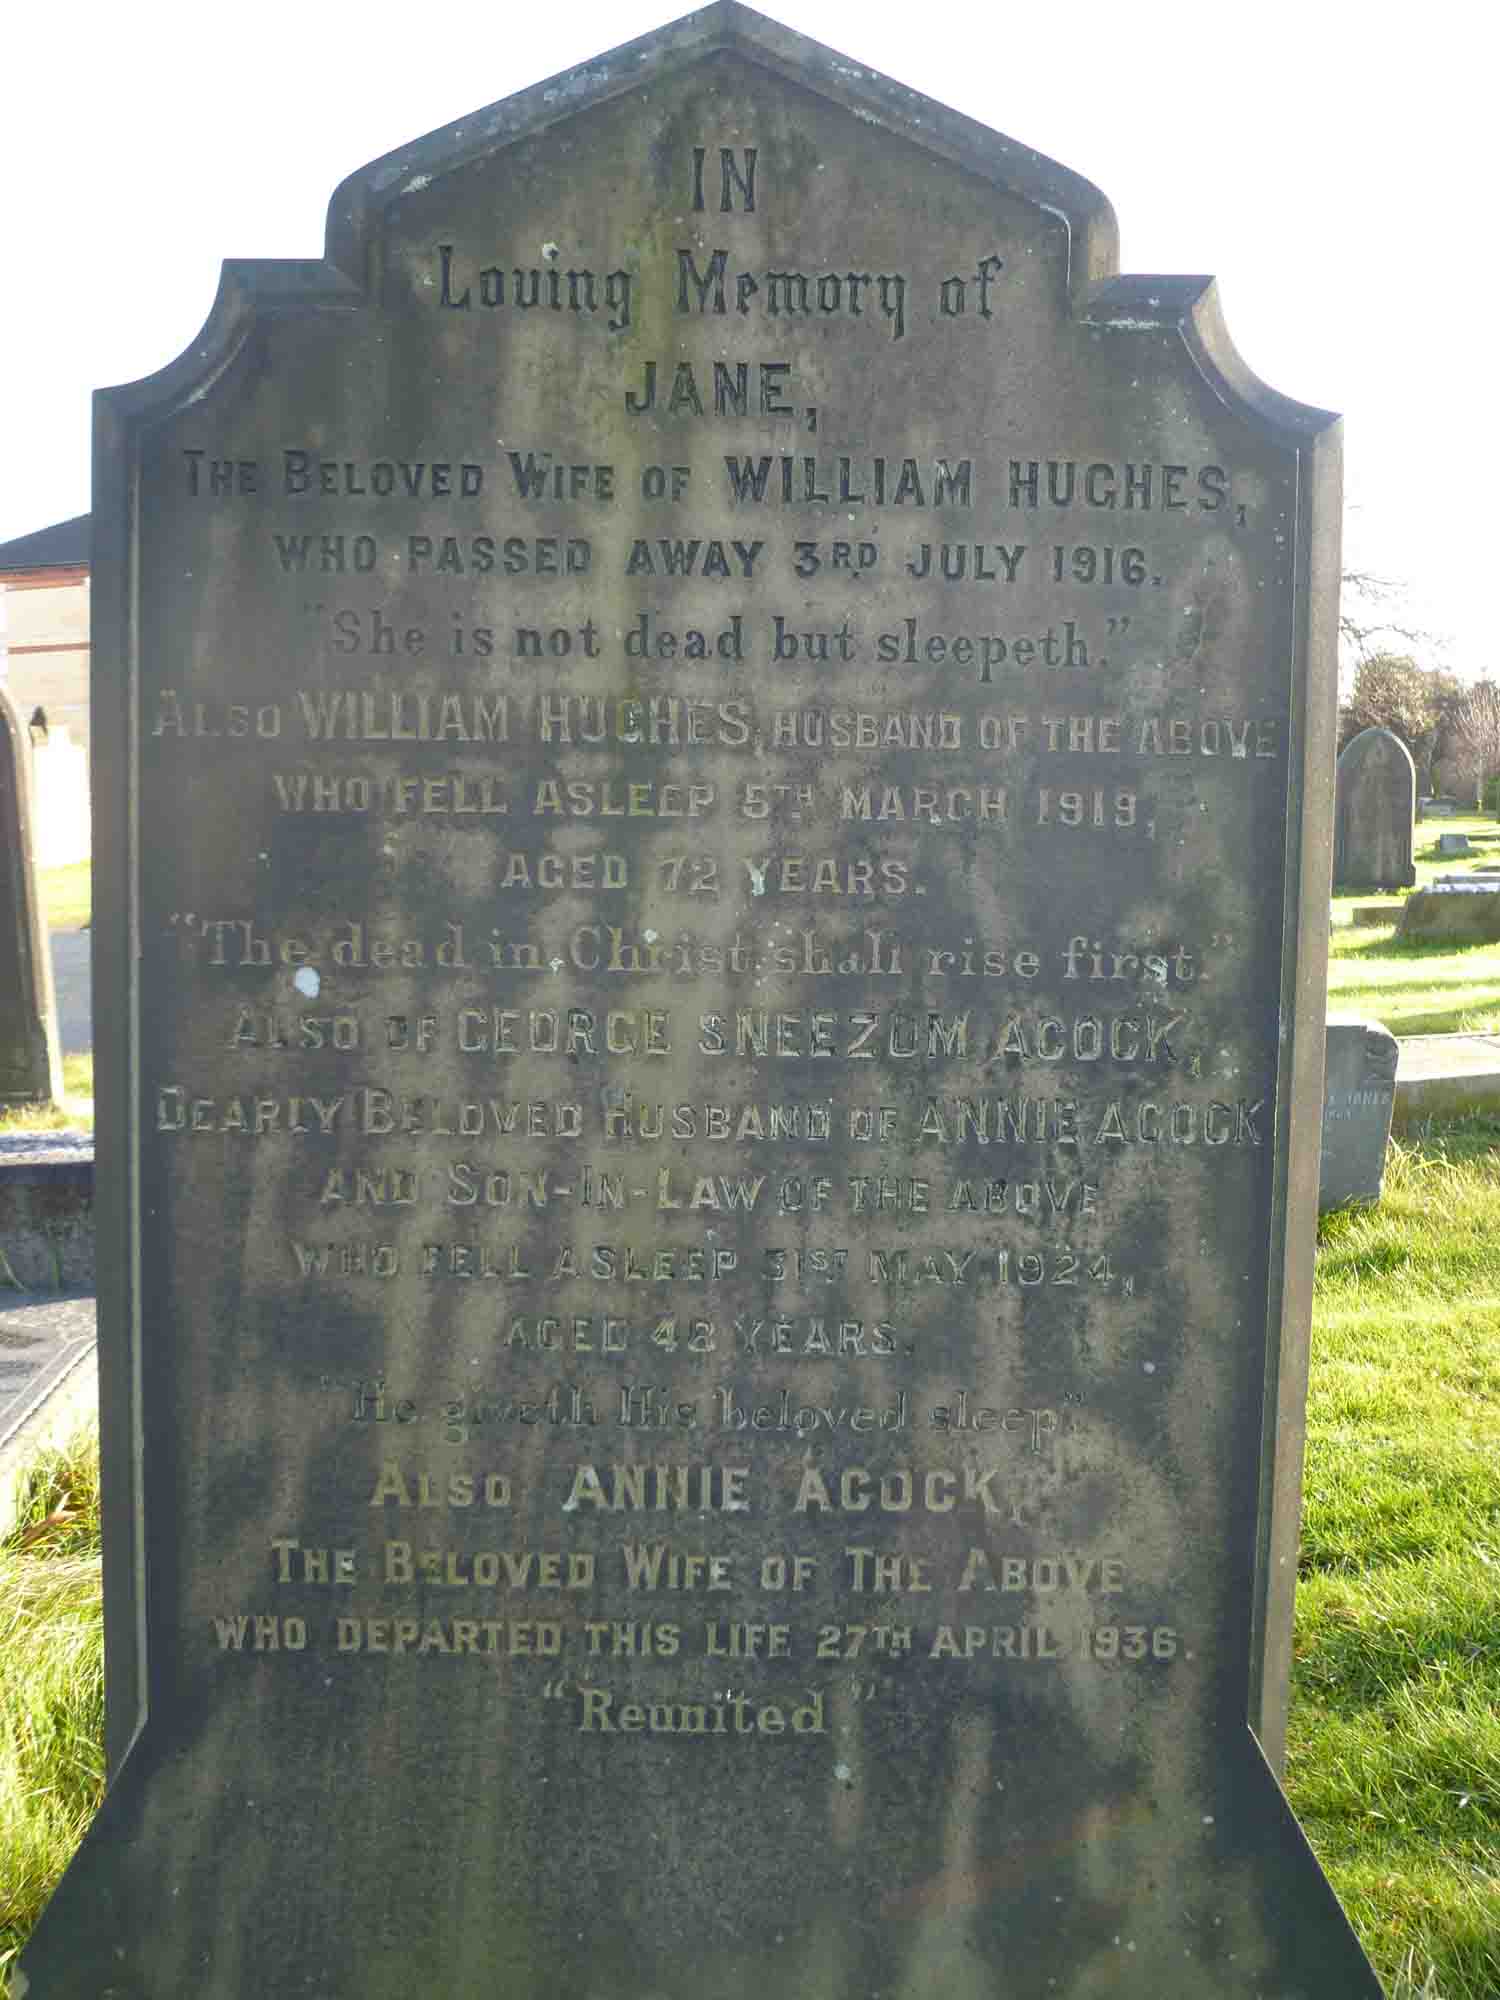 IN
Loving Memory of
JANE,
THE BELOVED WIFE OF WILLIAM HUGHES,
WHO PASSED AWAY 3RD JULY 1916.
"She is not dead but sleepeth."
ALSO WILLIAM HUGHES, HUSBAND OF THE ABOVE
WHO FELL ASLEEP 5TH MARCH 1919,
AGED 72 YEARS.
"The dead in Christ shall rise first."
ALSO OF GEORGE SNEEZUM ACOCK,
DEARLY BELOVED HUSBAND OF ANNIE ACOCK
AND SON-IN-LAW OF THE ABOVE
WHO FELL ASLEEP 31ST MAY 1924,
AGED 48 YEARS.
"He giveth His beloved sleep."
ALSO ANNIE ACOCK,
THE BELOVED WIFE OF THE ABOVE
WHO DEPARTED THIS LIFE 27TH APRIL 1936.
"Reunited"